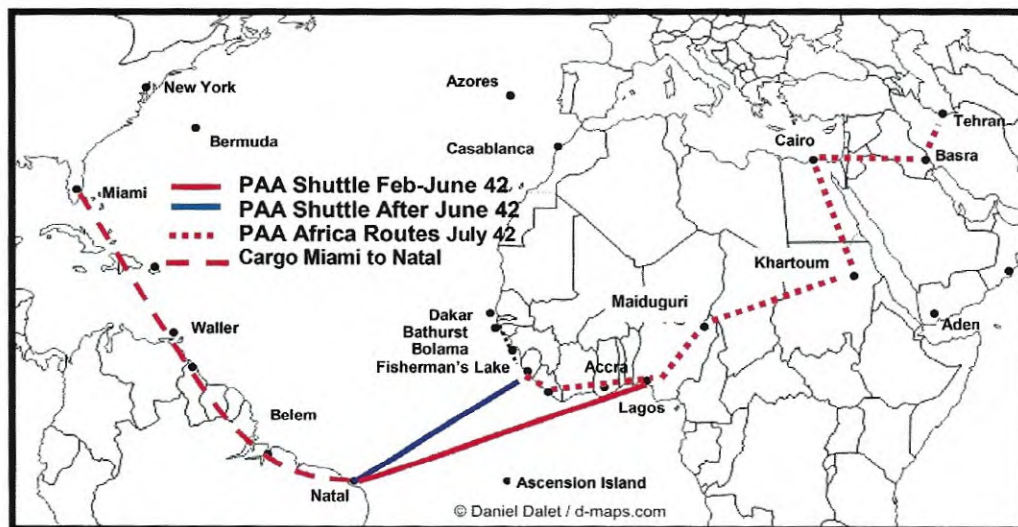 New York
Azores
Bermuda
Casablanca
Cairo
Tehran
Basra
Miami
PAA Shuttle Feb-June 42
PAA Shuttle After June 42
PAA Africa Routes July 42
Cargo Miami to Natal
Khartoum
Maiduguri
Dakar
Bathurst
Bolama
Fisherman's Lake
Accra
Lagos
Aden
Waller
Belem
Natal
Ascension Island
© Daniel Dalet / d-maps.com